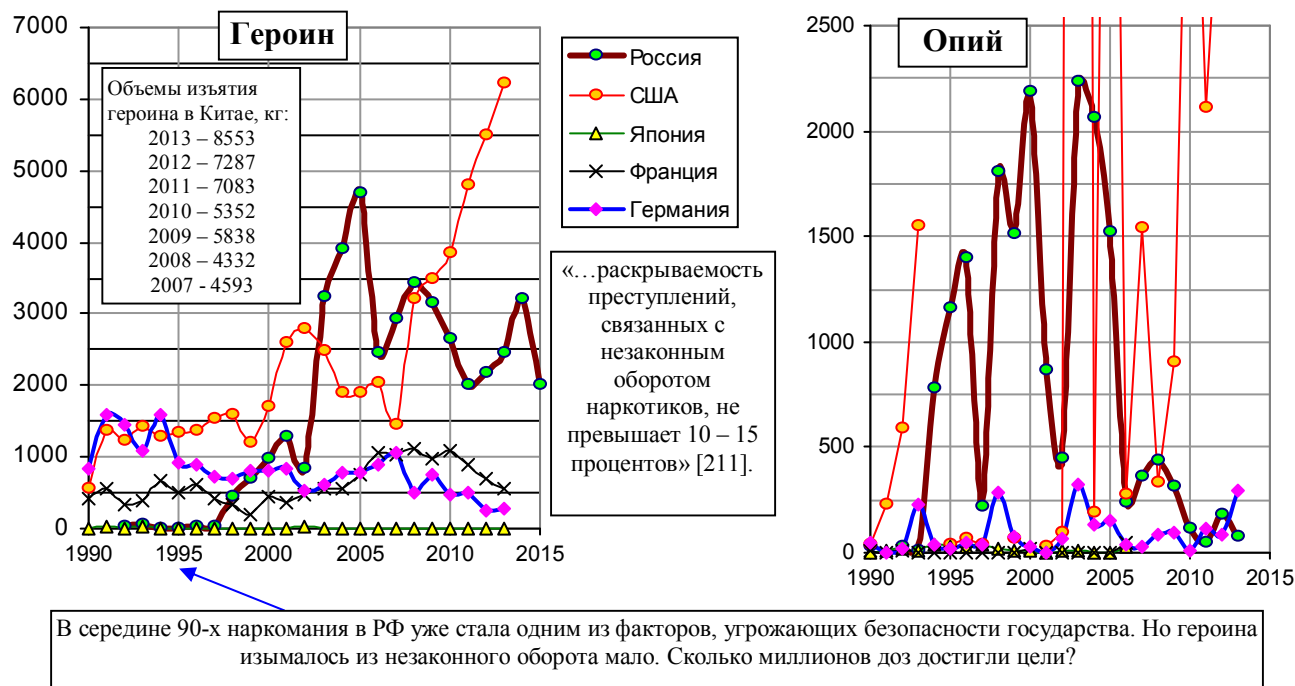 Героин
Объемы изъятия
героина в Китае, кг:
2013 – 8553
2012 – 7287
2011 – 7083
2010 – 5352
2009 – 5838
2008 – 4332
2007 - 4593
7000
6000
5000
4000
3000
2000
1000
0
1990
1995
2000
2005
2010
2015
Россия
США
Япония
Франция
Германия
«…раскрываемость
преступлений,
связанных с
незаконным
оборотом
наркотиков, не
превышает 10 – 15
процентов» [211].
Опий
2500
2000
1500
1000
500
0
1990
1995
2000
2005
2010
2015
В середине 90-х наркомания в РФ уже стала одним из факторов, угрожающих безопасности государства. Но героина
изымалось из незаконного оборота мало. Сколько миллионов доз достигли цели?